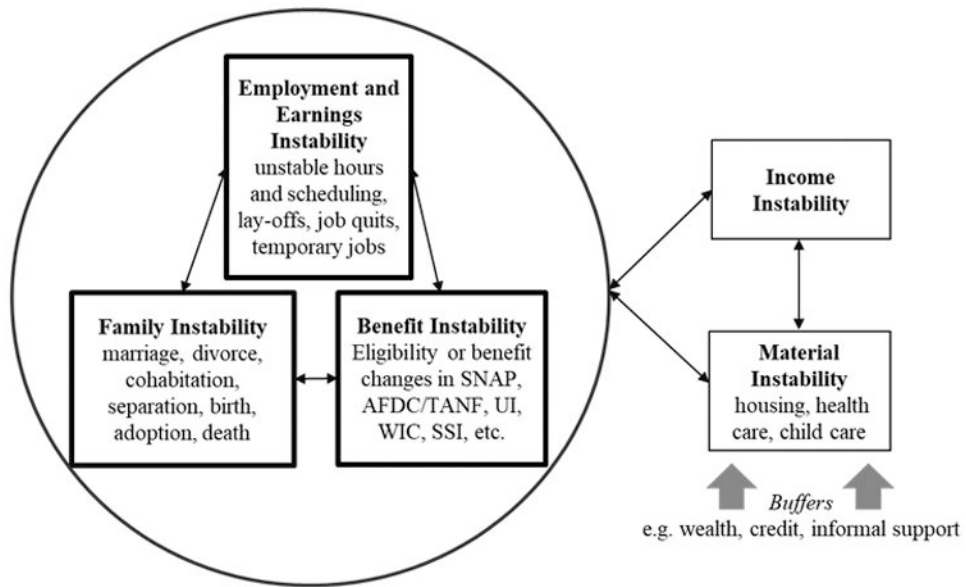 Employment and
Earnings
Instability
unstable hours
and scheduling,
lay-offs, job quits,
temporary jobs
Family Instability
marriage, divorce,
cohabitation,
separation, birth,
adoption, death
Benefit Instability
Eligibility or benefit
changes in SNAP,
AFDC/TANF, UI,
WIC, SSI, etc.
Income
Instability
Material
Instability
housing, health
care, child care
Buffers
e.g. wealth, credit, informal support